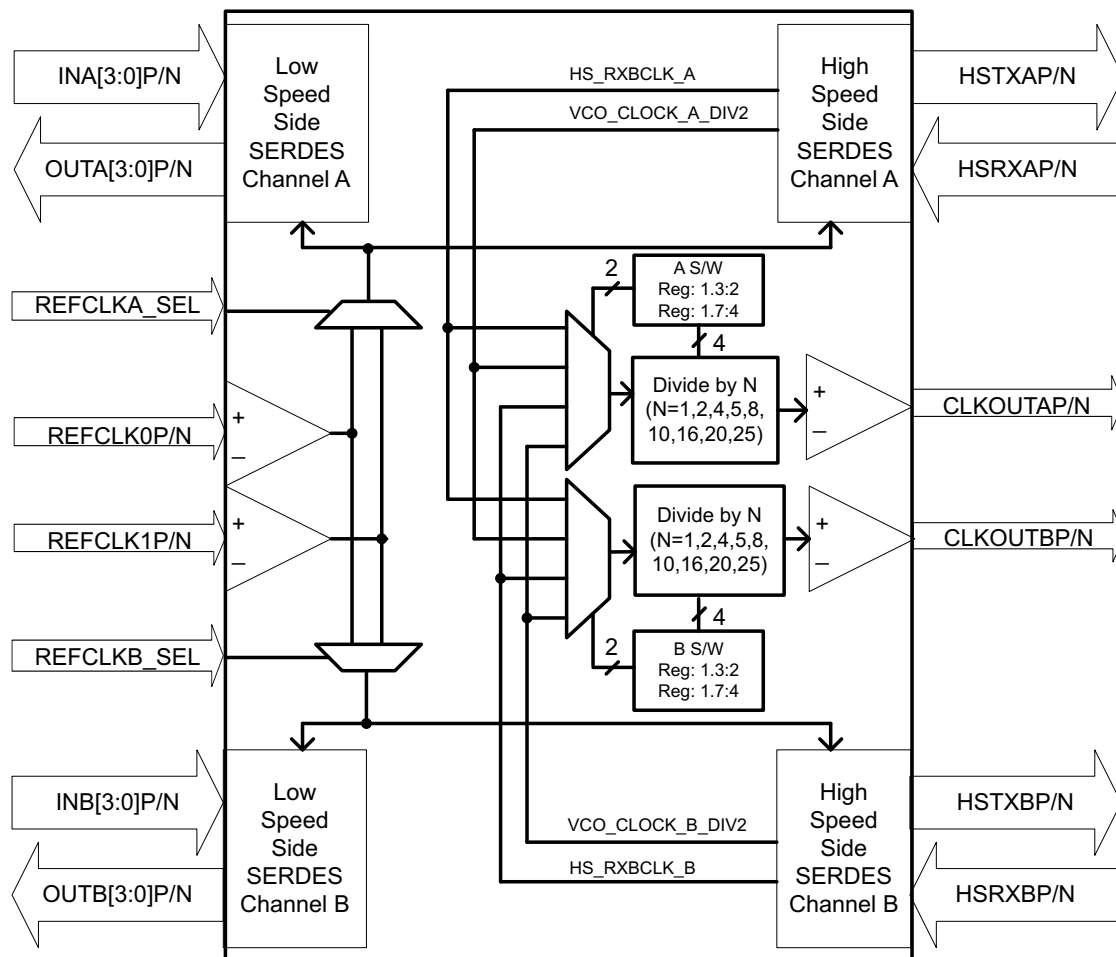 INA[3:0]P/N
OUTA[3:0]P/N
Low
Speed
Side
SERDES
Channel A
HS_RXBCLK_A
VCO_CLOCK_A_DIV2
High
Speed
Side
SERDES
Channel A
HSTXAP/N
HSRXAP/N
REFCLKA_SEL
2
A S/W
Reg: 1.3:2
Reg: 1.7:4
4
REFCLK0P/N
+
–
Divide by N
(N=1,2,4,5,8,
10,16,20,25)
+
–
CLKOUTAP/N
REFCLK1P/N
+
–
Divide by N
(N=1,2,4,5,8,
10,16,20,25)
+
–
CLKOUTBP/N
4
REFCLKB_SEL
2
B S/W
Reg: 1.3:2
Reg: 1.7:4
INB[3:0]P/N
OUTB[3:0]P/N
Low
Speed
Side
SERDES
Channel B
VCO_CLOCK_B_DIV2
HS_RXBCLK_B
High
Speed
Side
SERDES
Channel B
HSTXBP/N
HSRXBP/N